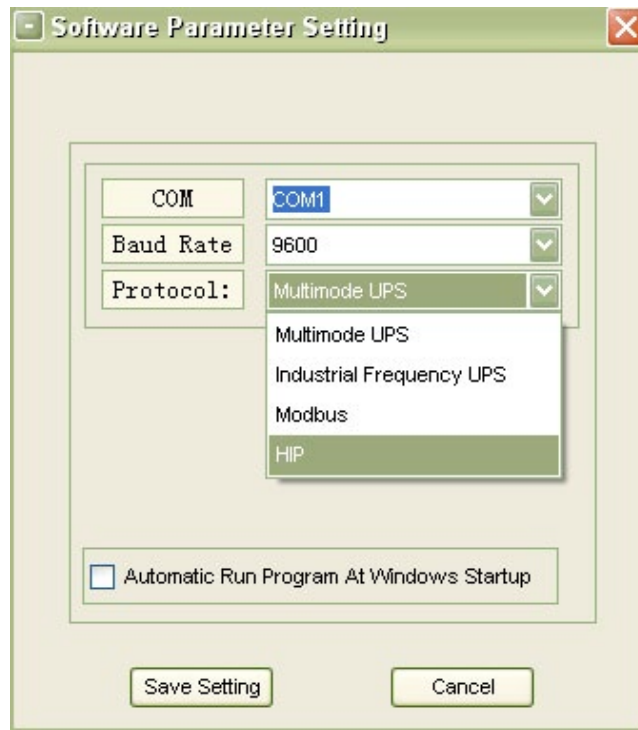 Software Parameter Setting
COM COM1
Baud Rate 9600
Protocol: Multimode UPS
Multimode UPS
Industrial Frequency UPS
Modbus
HIP
Automatic Run Program At Windows Startup
Save Setting Cancel